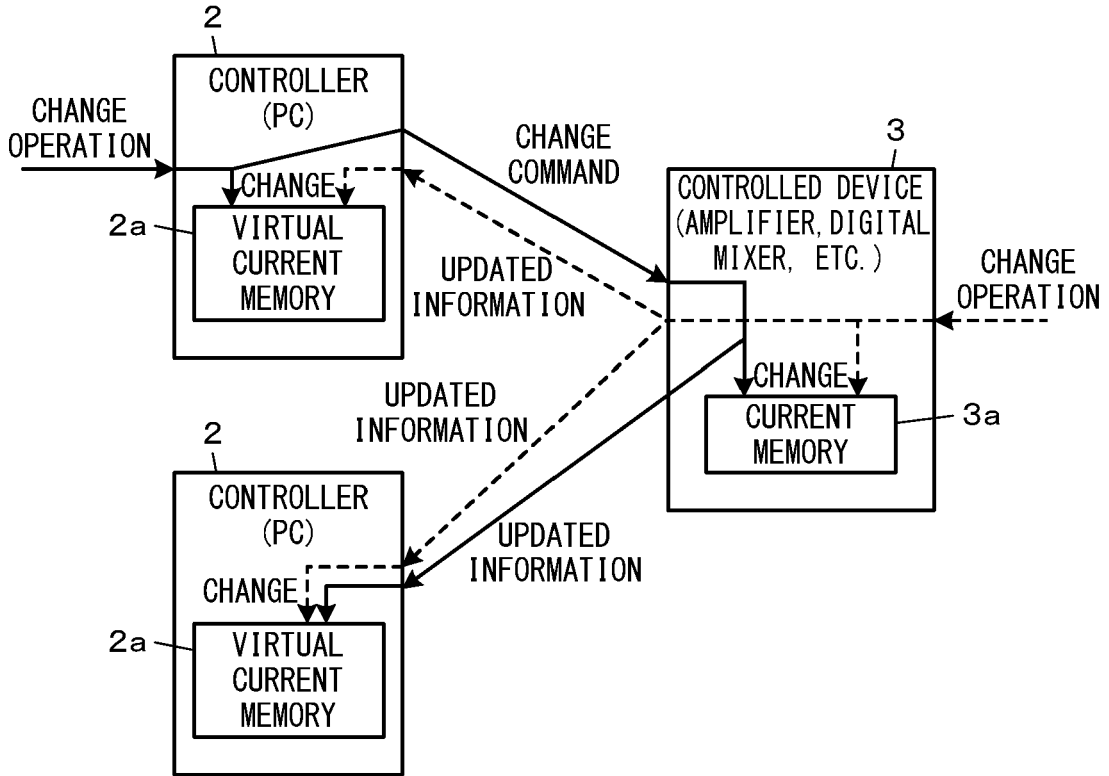 2
CONTROLLER
(PC)
CHANGE
OPERATION
CHANGE
COMMAND
3
CHANGE
2a
VIRTUAL
CURRENT
MEMORY
CONTROLLED DEVICE
(AMPLIFIER, DIGITAL
MIXER, ETC.)
UPDATED
INFORMATION
CHANGE
OPERATION
UPDATED
INFORMATION
CHANGE
CURRENT
MEMORY
3a
2
CONTROLLER
(PC)
UPDATED
INFORMATION
CHANGE
2a
VIRTUAL
CURRENT
MEMORY